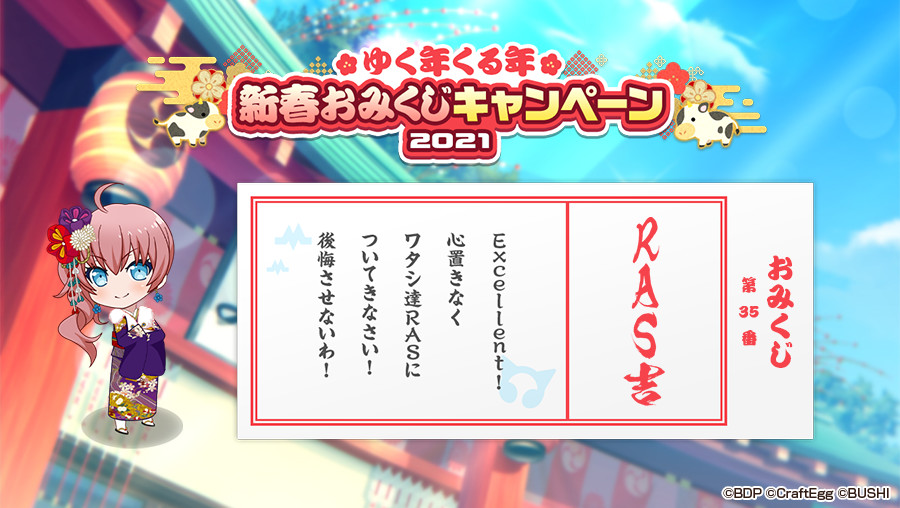 ゆく年くる年
新春おみくじキャンペーン
2021
おみくじ
第35番
RAS吉
Excellent!
心置きなく
ワタシ達RASに
ついてきなさい!
後悔させないわ!
©BDP ©CraftEgg ©BUSHI